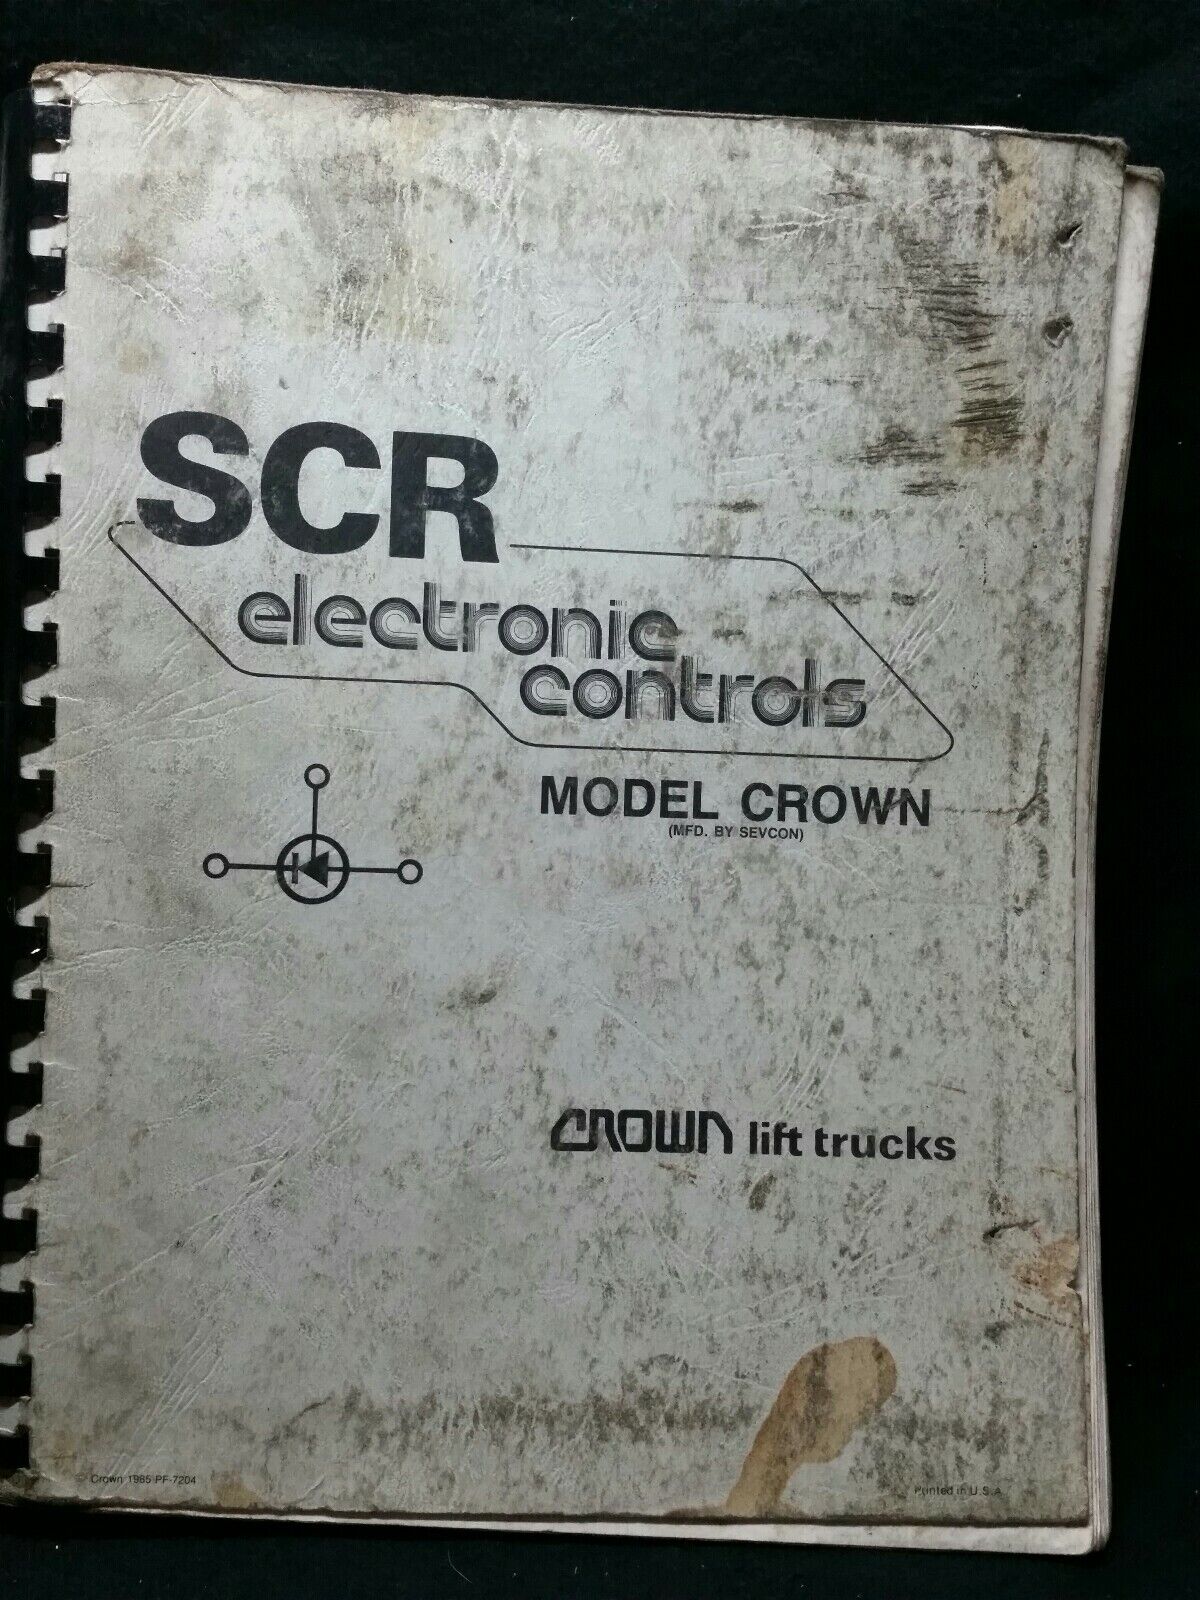 SCR
electronic
controls
MODEL CROWN
(MFD. BY SEVCON)
CROWN lift trucks
© Crown 1985 PF-7204
Printed in U.S.A.